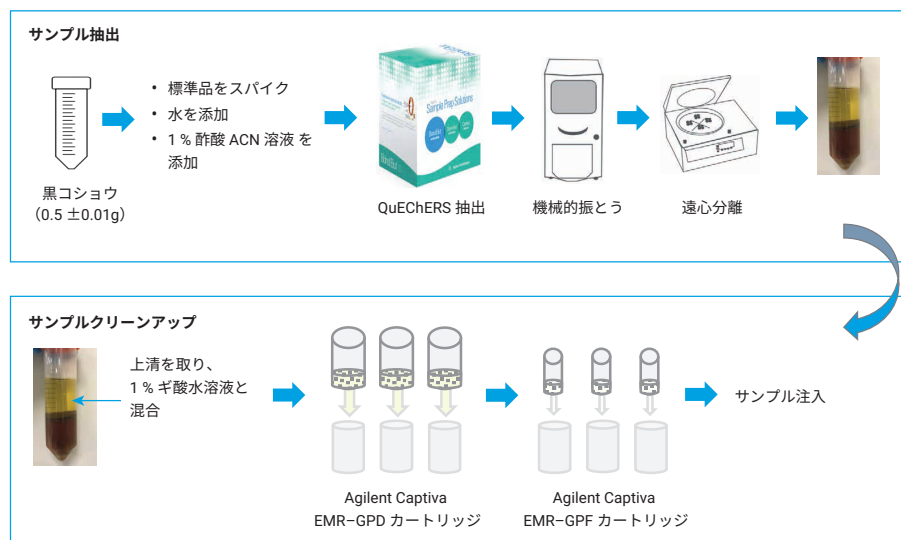 サンプル抽出
• 標準品をスパイク
• 水を添加
• 1 % 酢酸 ACN 溶液 を
添加
黒コショウ
（0.5 ±0.01g）
Sample Prep Solutions
QuEChERS 抽出
機械的振とう
遠心分離
サンプルクリーンアップ
上清を取り、
1 % ギ酸水溶液と
混合
サンプル注入
Agilent Captiva
EMR–GPD カートリッジ
Agilent Captiva
EMR–GPF カートリッジ